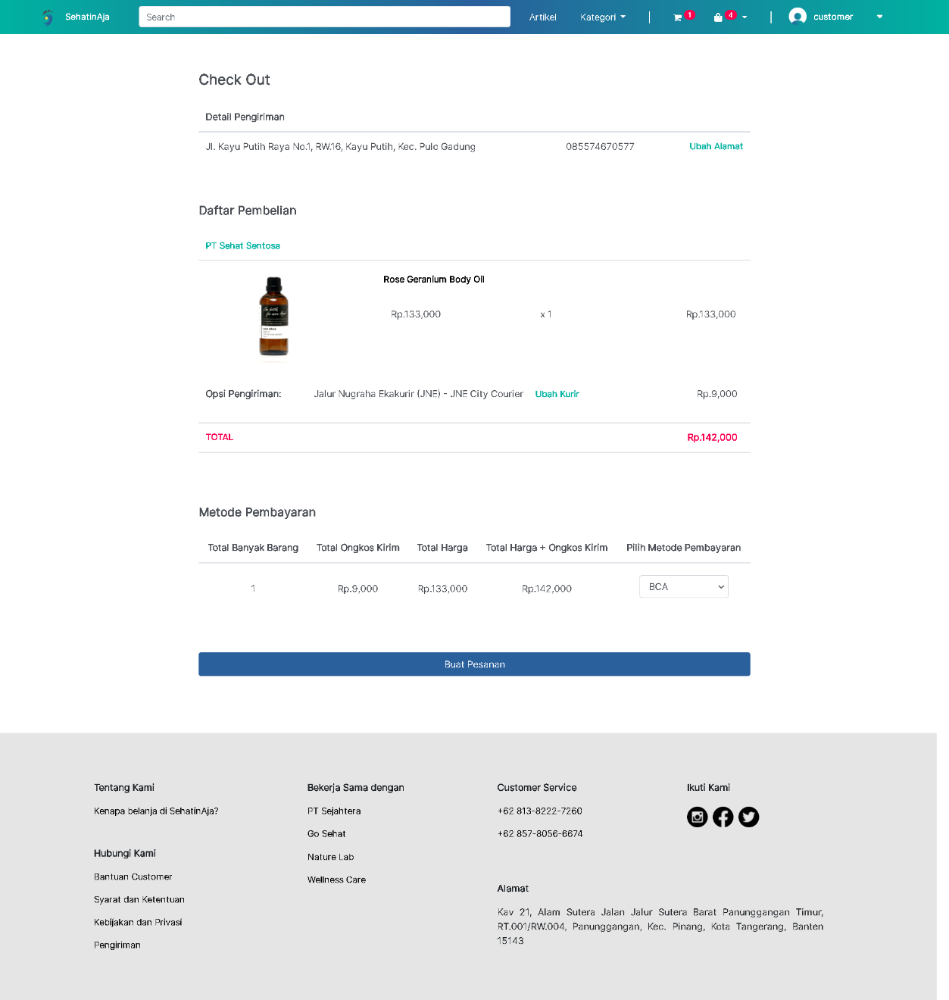 SehatinAja
Search
Artikel
Kategori
1
4
customer
Check Out
Detail Pengiriman
Jl. Kayu Putih Raya No.1, RW.16, Kayu Putih, Kec. Pulo Gadung 085574670577 Ubah Alamat
Daftar Pembelian
PT Sehat Sentosa
Rose Geranium Body Oil
Rp.133,000 x 1 Rp.133,000
Opsi Pengiriman: Jalur Nugraha Ekakurir (JNE) - JNE City Courier Ubah Kurir Rp.9,000
TOTAL Rp.142,000
Metode Pembayaran
Total Banyak Barang Total Ongkos Kirim Total Harga Total Harga + Ongkos Kirim Pilih Metode Pembayaran
1 Rp.9,000 Rp.133,000 Rp.142,000 BCA
Buat Pesanan
Tentang Kami
Kenapa belanja di SehatinAja?
Hubungi Kami
Bantuan Customer
Syarat dan Ketentuan
Kebijakan dan Privasi
Pengiriman
Bekerja Sama dengan
PT Sejahtera
Go Sehat
Nature Lab
Wellness Care
Customer Service
+62 813-8222-7260
+62 857-8056-6674
Ikuti Kami
Alamat
Kav 21, Alam Sutera Jalan Jalur Sutera Barat Panunggangan Timur,
RT.001/RW.004, Panunggangan, Kec. Pinang, Kota Tangerang, Banten
15143